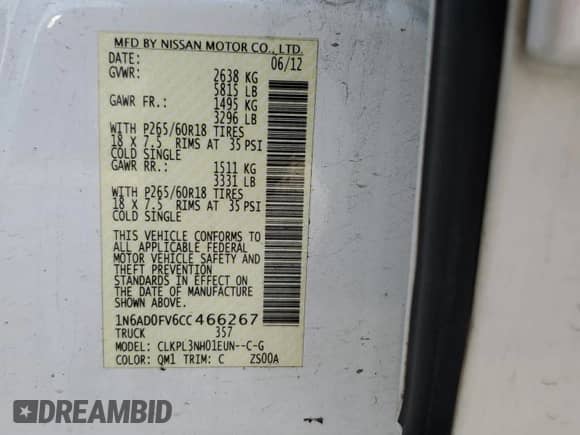 MFD BY NISSAN MOTOR CO., LTD.
DATE: 06/12
GVWR: 2638 KG
5815 LB
GAWR FR.: 1495 KG
3296 LB
WITH P265/60R18 TIRES
18 X 7.5 RIMS AT 35 PSI
COLD SINGLE
GAWR RR.: 1511 KG
3331 LB
WITH P265/60R18 TIRES
18 X 7.5 RIMS AT 35 PSI
COLD SINGLE
THIS VEHICLE CONFORMS TO
ALL APPLICABLE FEDERAL
MOTOR VEHICLE SAFETY AND
THEFT PREVENTION
STANDARDS IN EFFECT ON
THE DATE OF MANUFACTURE
SHOWN ABOVE.
1N6AD0FV6CC466267
TRUCK 357
MODEL: CLKPL3NH01EUN--C-G
COLOR: QM1 TRIM: C ZS00A
DREAMBID